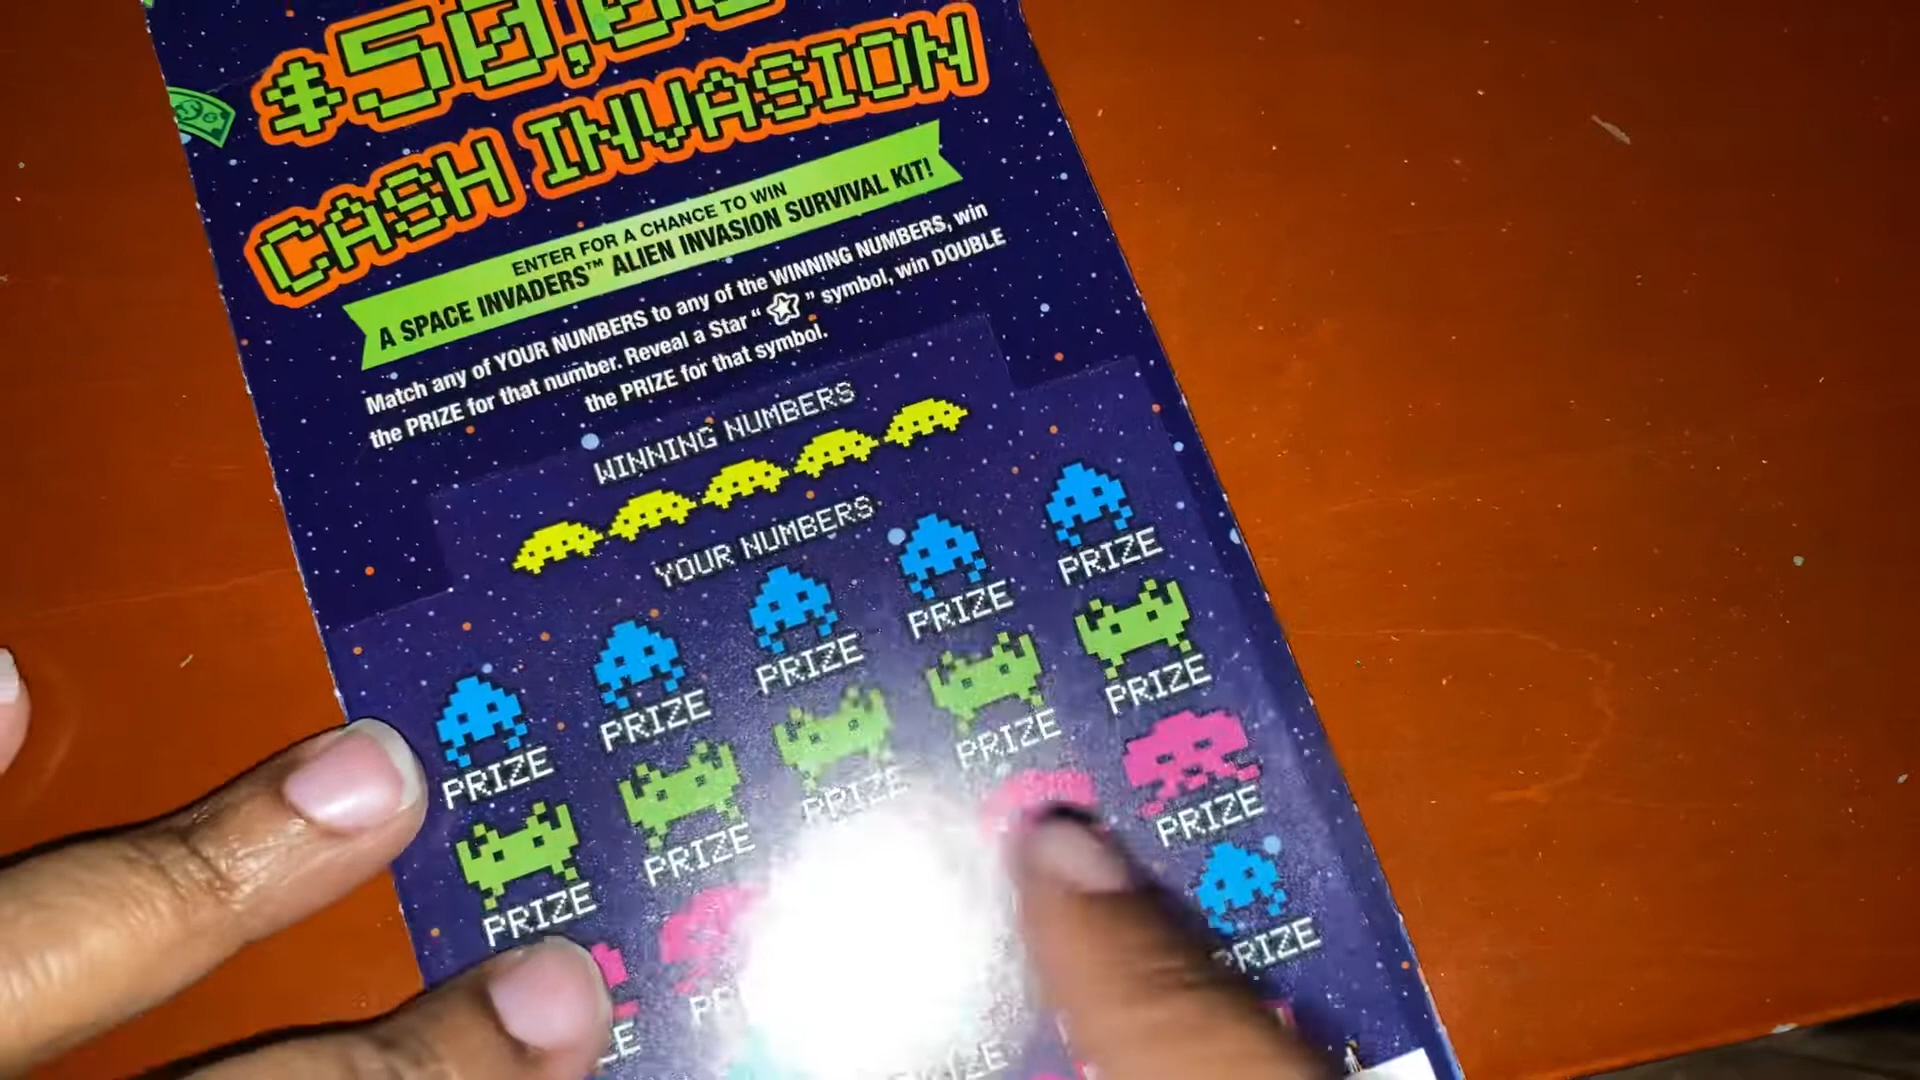 CASH INVASION
ENTER FOR A CHANCE TO WIN
A SPACE INVADERS™ ALIEN INVASION SURVIVAL KIT!
Match any of YOUR NUMBERS to any of the WINNING NUMBERS, win
the PRIZE for that number. Reveal a Star “ ” symbol, win DOUBLE
the PRIZE for that symbol.
WINNING NUMBERS
YOUR NUMBERS
PRIZE PRIZE PRIZE PRIZE PRIZE
PRIZE PRIZE PRIZE PRIZE PRIZE
PRIZE
PRIZE